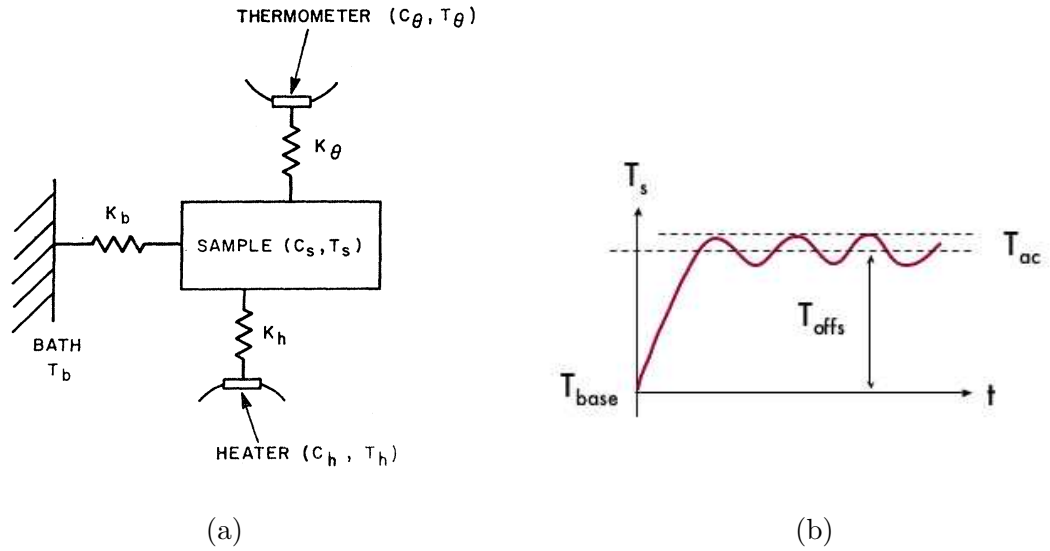 THERMOMETER (Cθ, Tθ)
Kθ
Kb
SAMPLE (Cs, Ts)
Kh
BATH
Tb
HEATER (Ch, Th)
(a)
Ts
Tac
Toffs
Tbase
t
(b)